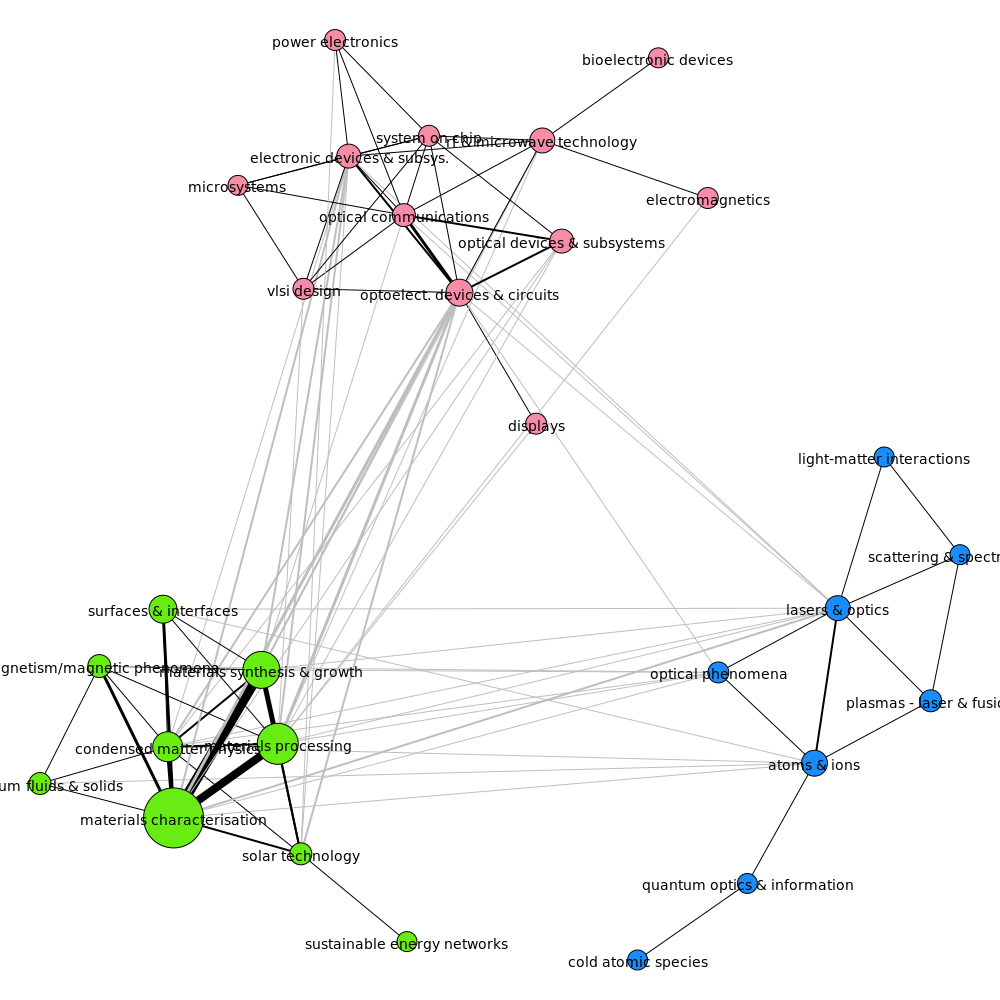 power electronics
bioelectronic devices
system on chip
RF/microwave technology
electronic devices & subsys.
microsystems
electromagnetics
optical communications
optical devices & subsystems
vlsi design
optoelect. devices & circuits
displays
light-matter interactions
scattering & spectr
surfaces & interfaces
lasers & optics
gnetism/magnetic phenomena
materials synthesis & growth
optical phenomena
plasmas - laser & fusio
condensed matter physics
materials processing
atoms & ions
um fluids & solids
materials characterisation
solar technology
quantum optics & information
sustainable energy networks
cold atomic species